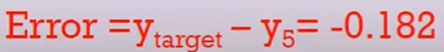 Error =y_target − y_5= -0.182